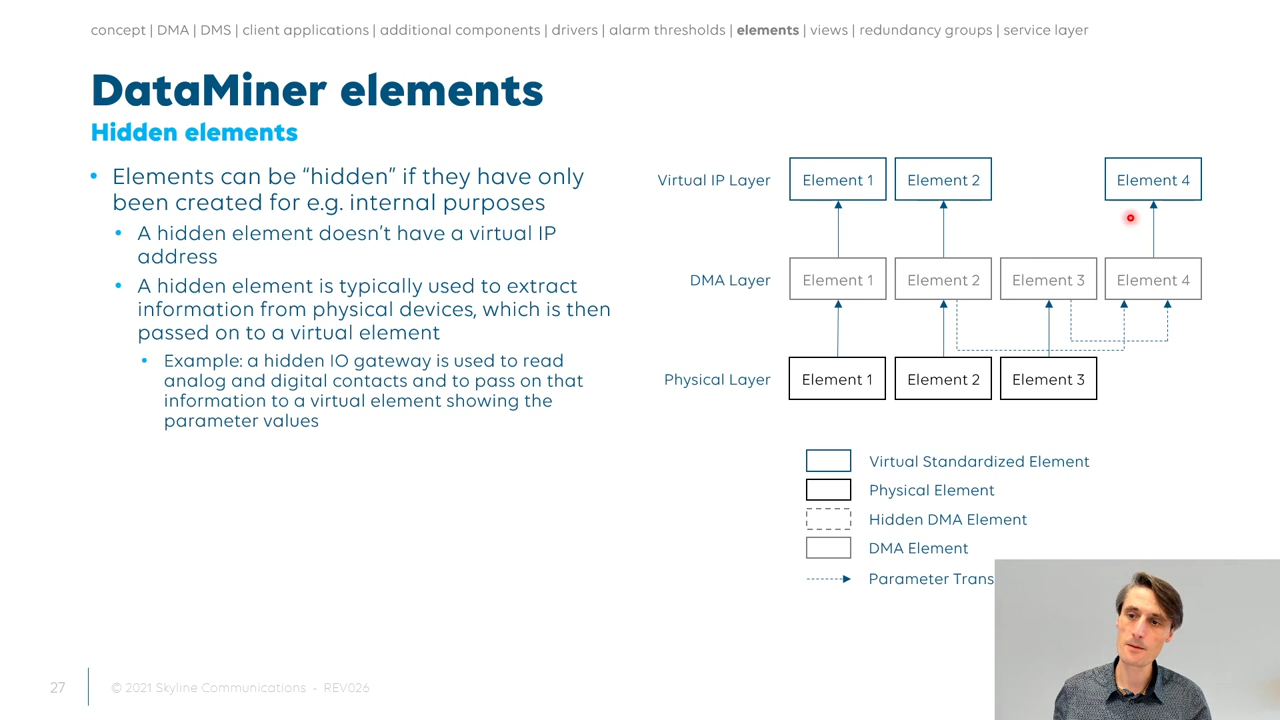 concept | DMA | DMS | client applications | additional components | drivers | alarm thresholds | elements | views | redundancy groups | service layer
DataMiner elements
Hidden elements
• Elements can be “hidden” if they have only
been created for e.g. internal purposes
• A hidden element doesn’t have a virtual IP
address
• A hidden element is typically used to extract
information from physical devices, which is then
passed on to a virtual element
• Example: a hidden IO gateway is used to read
analog and digital contacts and to pass on that
information to a virtual element showing the
parameter values
Virtual IP Layer Element 1 Element 2 Element 4
DMA Layer Element 1 Element 2 Element 3 Element 4
Physical Layer Element 1 Element 2 Element 3
Virtual Standardized Element
Physical Element
Hidden DMA Element
DMA Element
Parameter Trans
27 © 2021 Skyline Communications - REV026